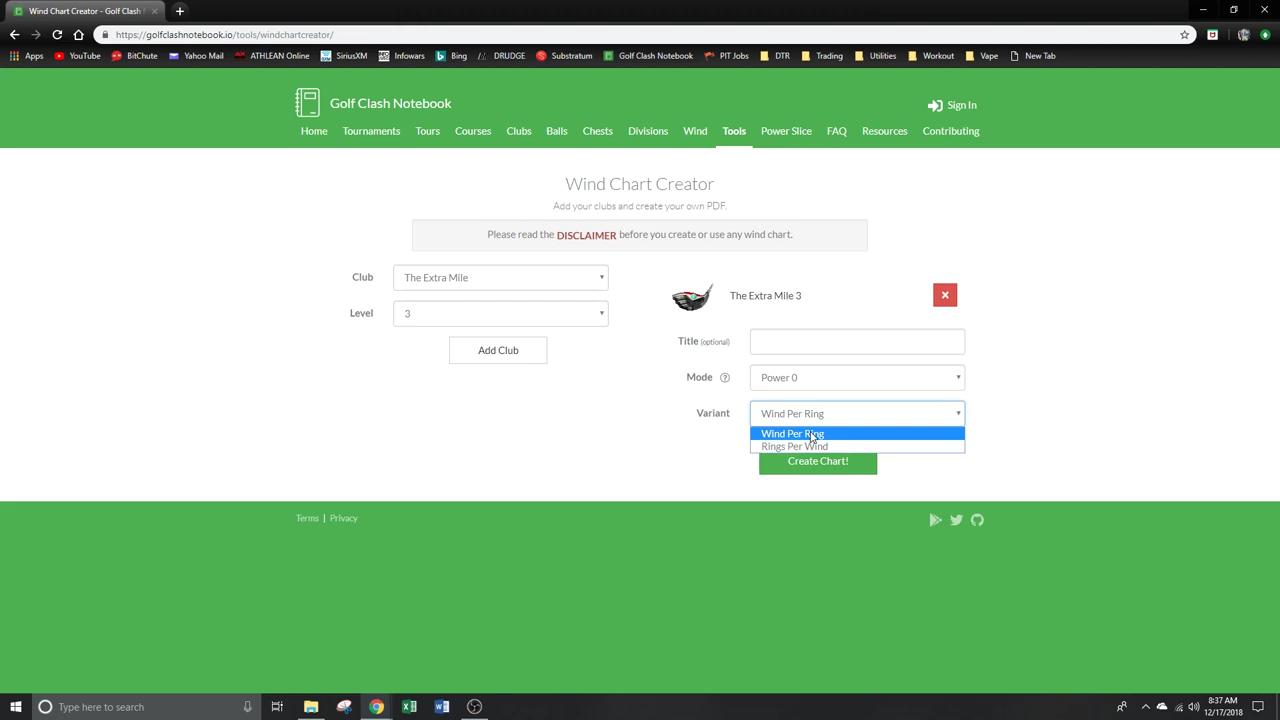 Wind Chart Creator - Golf Clash N
https://golfclashnotebook.io/tools/windchartcreator/
Apps YouTube BitChute Yahoo Mail ATHLEAN Online SiriusXM Infowars Bing DRUDGE Substratum Golf Clash Notebook PIT Jobs DTR Trading Utilities Workout Vape New Tab
Golf Clash Notebook
Sign In
Home Tournaments Tours Courses Clubs Balls Chests Divisions Wind Tools Power Slice FAQ Resources Contributing
Wind Chart Creator
Add your clubs and create your own PDF.
Please read the DISCLAIMER before you create or use any wind chart.
Club The Extra Mile
Level 3
Add Club
The Extra Mile 3
Title (optional)
Mode ? Power 0
Variant Wind Per Ring
Wind Per Ring
Rings Per Wind
Create Chart!
Terms | Privacy
Type here to search
8:37 AM
12/17/2018